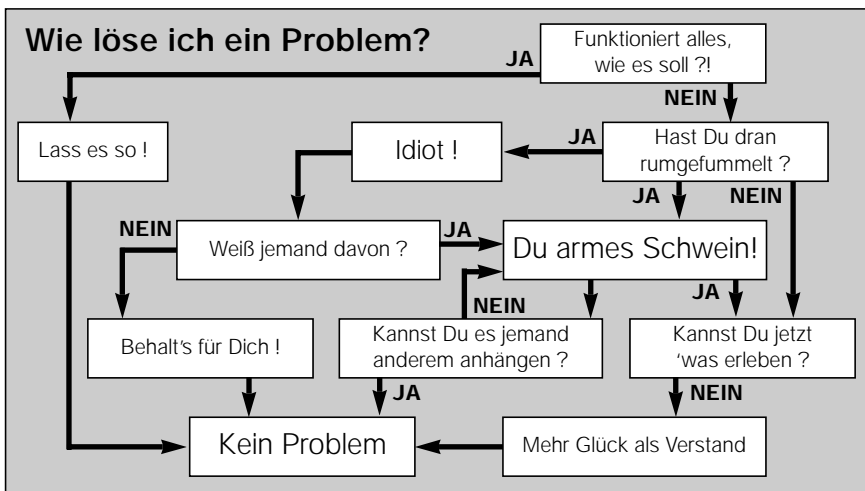 Wie löse ich ein Problem?
Funktioniert alles,
wie es soll ?!
JA
NEIN
Lass es so !
Idiot !
JA
Hast Du dran
rumgefummelt ?
JA
NEIN
NEIN
Weiß jemand davon ?
JA
Du armes Schwein!
NEIN
JA
Behalt's für Dich !
Kannst Du es jemand
anderem anhängen ?
Kannst Du jetzt
'was erleben ?
JA
NEIN
Kein Problem
Mehr Glück als Verstand